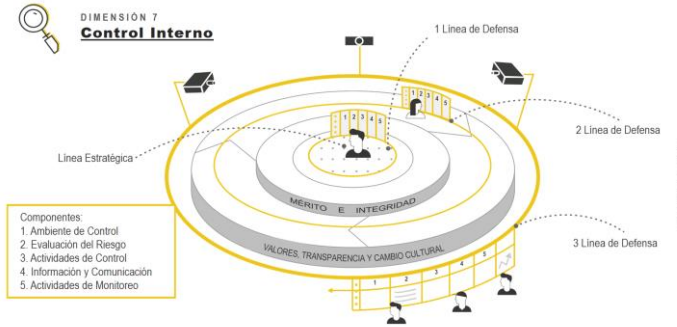 DIMENSIÓN 7
Control Interno
1 Línea de Defensa
1 2 3 4 5
1 2 3 4 5
2 Línea de Defensa
Línea Estratégica
MÉRITO E INTEGRIDAD
Componentes:
1. Ambiente de Control
2. Evaluación del Riesgo
3. Actividades de Control
4. Información y Comunicación
5. Actividades de Monitoreo
VALORES, TRANSPARENCIA Y CAMBIO CULTURAL
3 Línea de Defensa
1 2 3 4 5